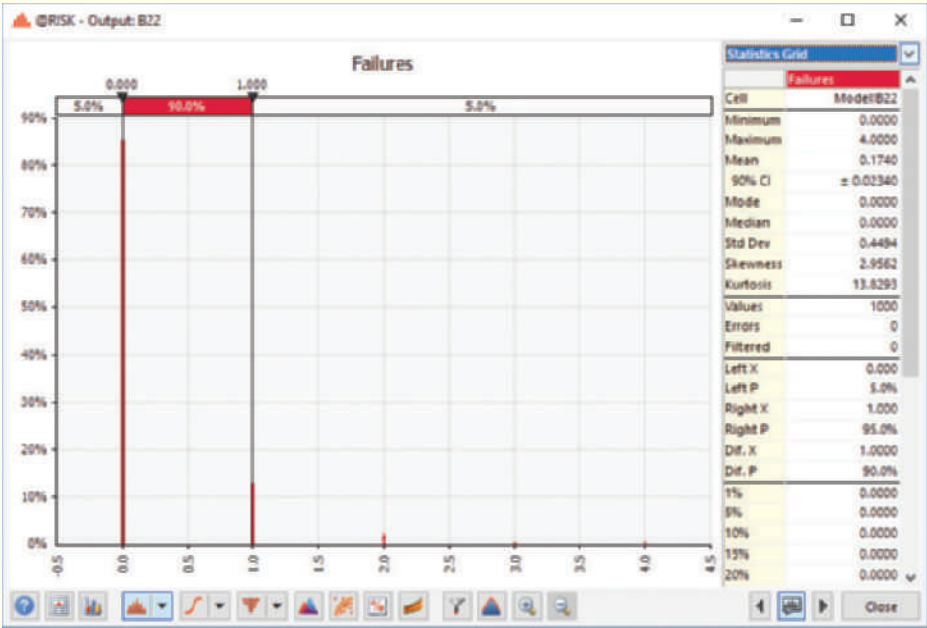 @RISK - Output: B22
Failures
0.000 1.000
5.0% 90.0% 5.0%
90%
80%
70%
60%
50%
40%
30%
20%
10%
0%
-0.5 0.0 0.5 1.0 1.5 2.0 2.5 3.0 3.5 4.0 4.5
Statistics Grid
Failures
Cell Model!B22
Minimum 0.0000
Maximum 4.0000
Mean 0.1740
90% CI ± 0.02340
Mode 0.0000
Median 0.0000
Std Dev 0.4494
Skewness 2.9562
Kurtosis 13.8293
Values 1000
Errors 0
Filtered 0
Left X 0.000
Left P 5.0%
Right X 1.000
Right P 95.0%
Dif. X 1.0000
Dif. P 90.0%
1% 0.0000
5% 0.0000
10% 0.0000
15% 0.0000
20% 0.0000
Close